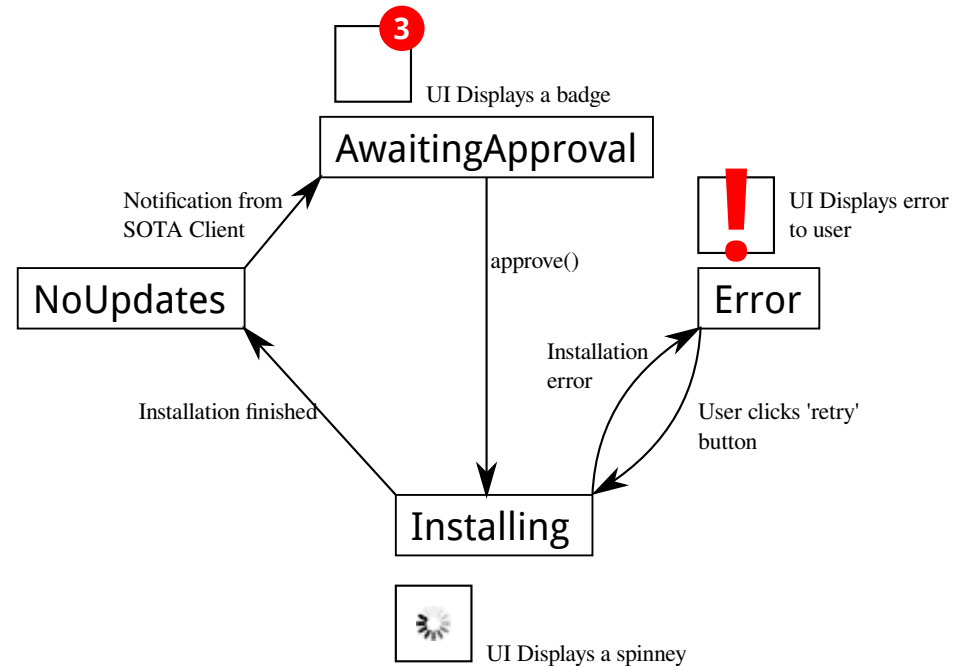 3
UI Displays a badge
AwaitingApproval
Notification from
SOTA Client
UI Displays error
to user
approve()
NoUpdates
Error
Installation
error
Installation finished
User clicks 'retry'
button
Installing
UI Displays a spinney